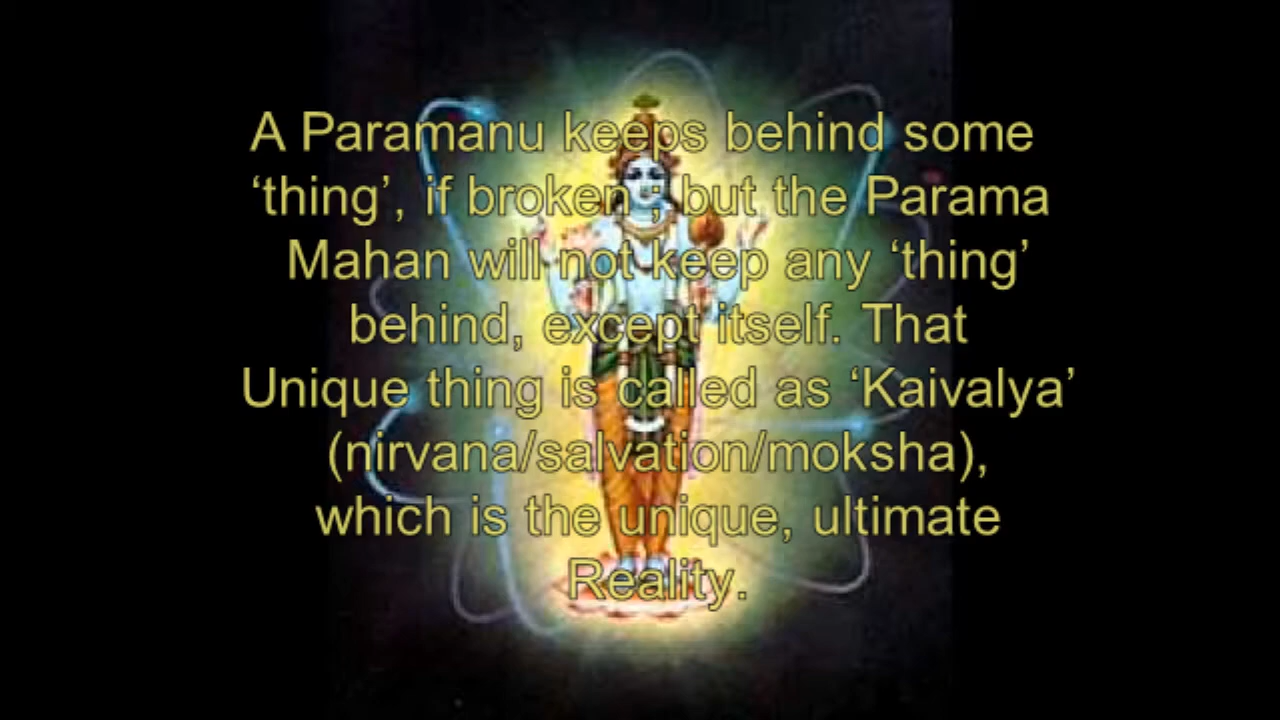 A Paramanu keeps behind some
‘thing’, if broken ; but the Parama
Mahan will not keep any ‘thing’
behind, except itself. That
Unique thing is called as ‘Kaivalya’
(nirvana/salvation/moksha),
which is the unique, ultimate
Reality.